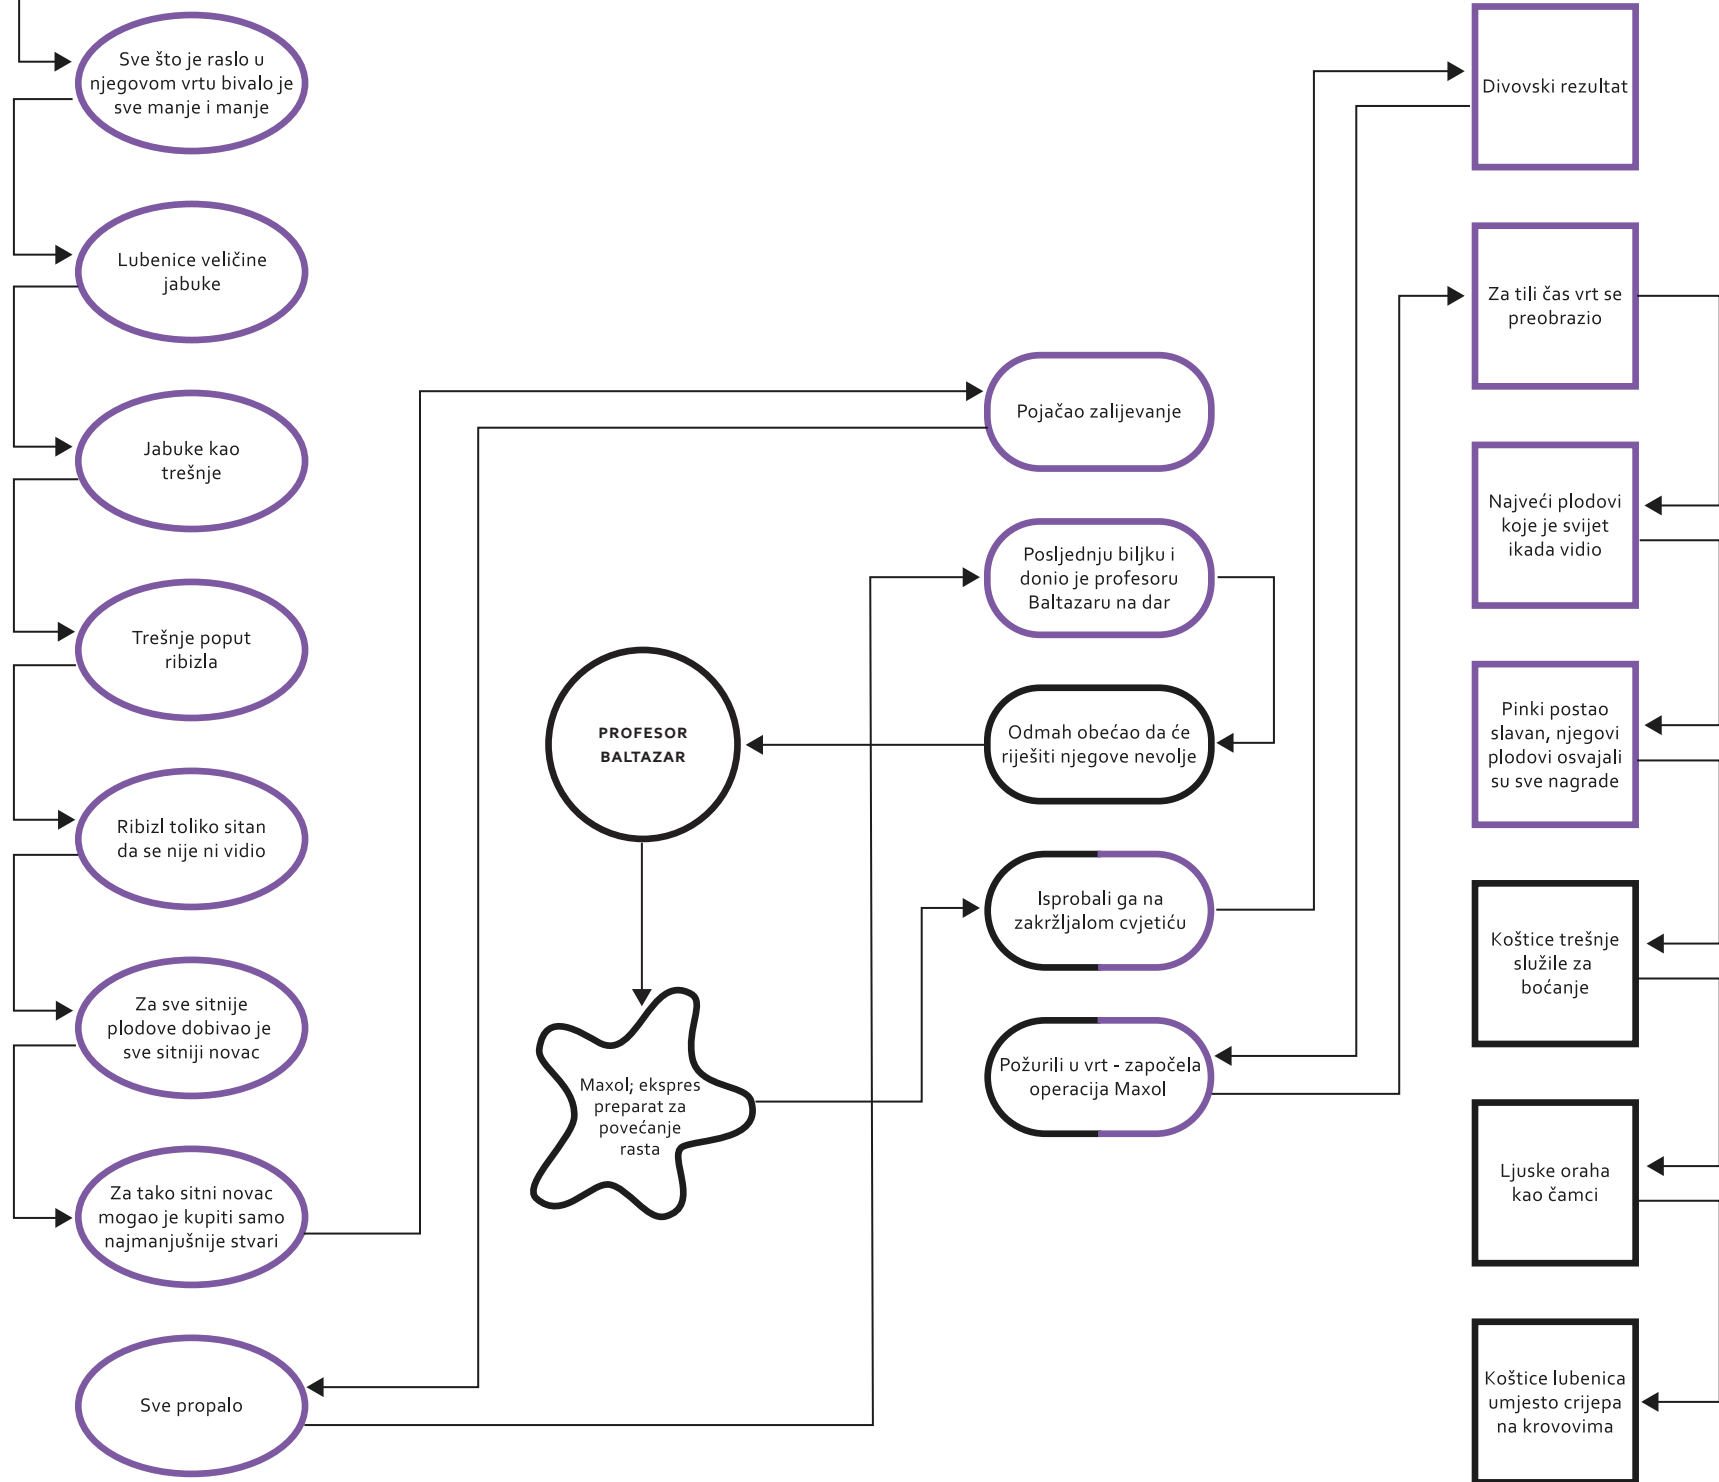 Sve što je raslo u
njegovom vrtu bivalo je
sve manje i manje
Lubenice veličine
jabuke
Jabuke kao
trešnje
Trešnje poput
ribizla
Ribizl toliko sitan
da se nije ni vidio
Za sve sitnije
plodove dobivao je
sve sitniji novac
Za tako sitni novac
mogao je kupiti samo
najmanjušnije stvari
Sve propalo
PROFESOR
BALTAZAR
Maxol; ekspres
preparat za
povećanje
rasta
Pojačao zalijevanje
Posljednju biljku i
donio je profesoru
Baltazaru na dar
Odmah obećao da će
riješiti njegove nevolje
Isprobali ga na
zakržljalom cvjetiću
Požurili u vrt - započela
operacija Maxol
Divovski rezultat
Za tili čas vrt se
preobrazio
Najveći plodovi
koje je svijet
ikada vidio
Pinki postao
slavan, njegovi
plodovi osvajali
su sve nagrade
Koštice trešnje
služile za
boćanje
Ljuske oraha
kao čamci
Koštice lubenica
umjesto crijepa
na krovovima